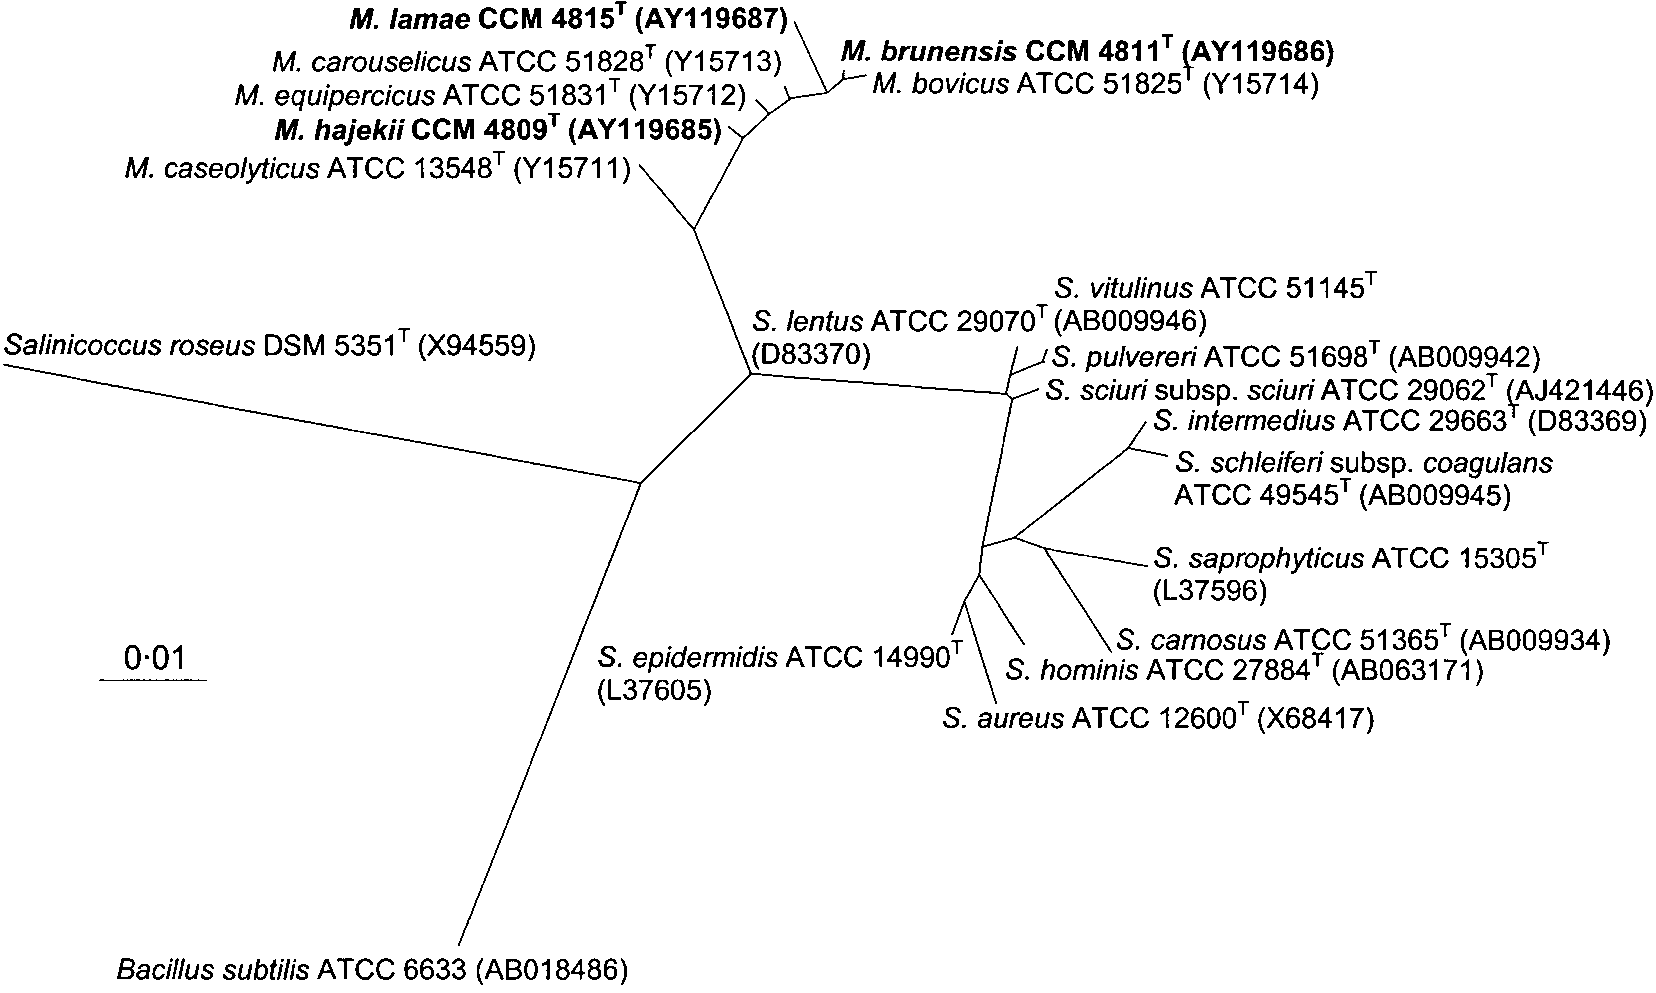 M. lamae CCM 4815T (AY119687)
M. brunensis CCM 4811T (AY119686)
M. carouselicus ATCC 51828T (Y15713)
M. bovicus ATCC 51825T (Y15714)
M. equipercicus ATCC 51831T (Y15712)
M. hajekii CCM 4809T (AY119685)
M. caseolyticus ATCC 13548T (Y15711)
S. vitulinus ATCC 51145T
(AB009946)
S. lentus ATCC 29070T
(D83370)
Salinicoccus roseus DSM 5351T (X94559)
S. pulvereri ATCC 51698T (AB009942)
S. sciuri subsp. sciuri ATCC 29062T (AJ421446)
S. intermedius ATCC 29663T (D83369)
S. schleiferi subsp. coagulans
ATCC 49545T (AB009945)
S. saprophyticus ATCC 15305T
(L37596)
S. carnosus ATCC 51365T (AB009934)
S. epidermidis ATCC 14990T
(L37605)
S. hominis ATCC 27884T (AB063171)
S. aureus ATCC 12600T (X68417)
0·01
Bacillus subtilis ATCC 6633 (AB018486)